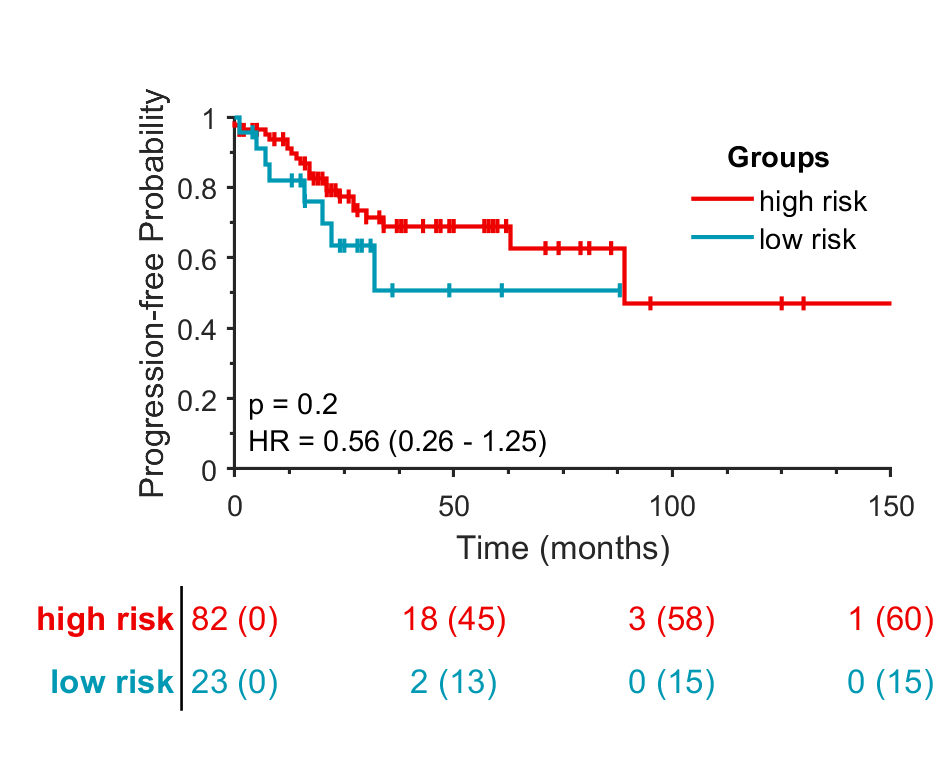 Progression-free Probability
1
0.8
0.6
0.4
0.2
0
Groups
high risk
low risk
p = 0.2
HR = 0.56 (0.26 - 1.25)
0 50 100 150
Time (months)
high risk 82 (0) 18 (45) 3 (58) 1 (60)
low risk 23 (0) 2 (13) 0 (15) 0 (15)